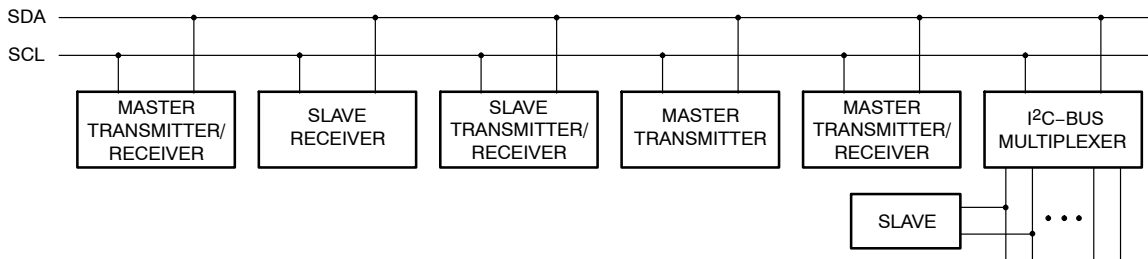 SDA
SCL
MASTER
TRANSMITTER/
RECEIVER
SLAVE
RECEIVER
SLAVE
TRANSMITTER/
RECEIVER
MASTER
TRANSMITTER
MASTER
TRANSMITTER/
RECEIVER
I²C−BUS
MULTIPLEXER
SLAVE